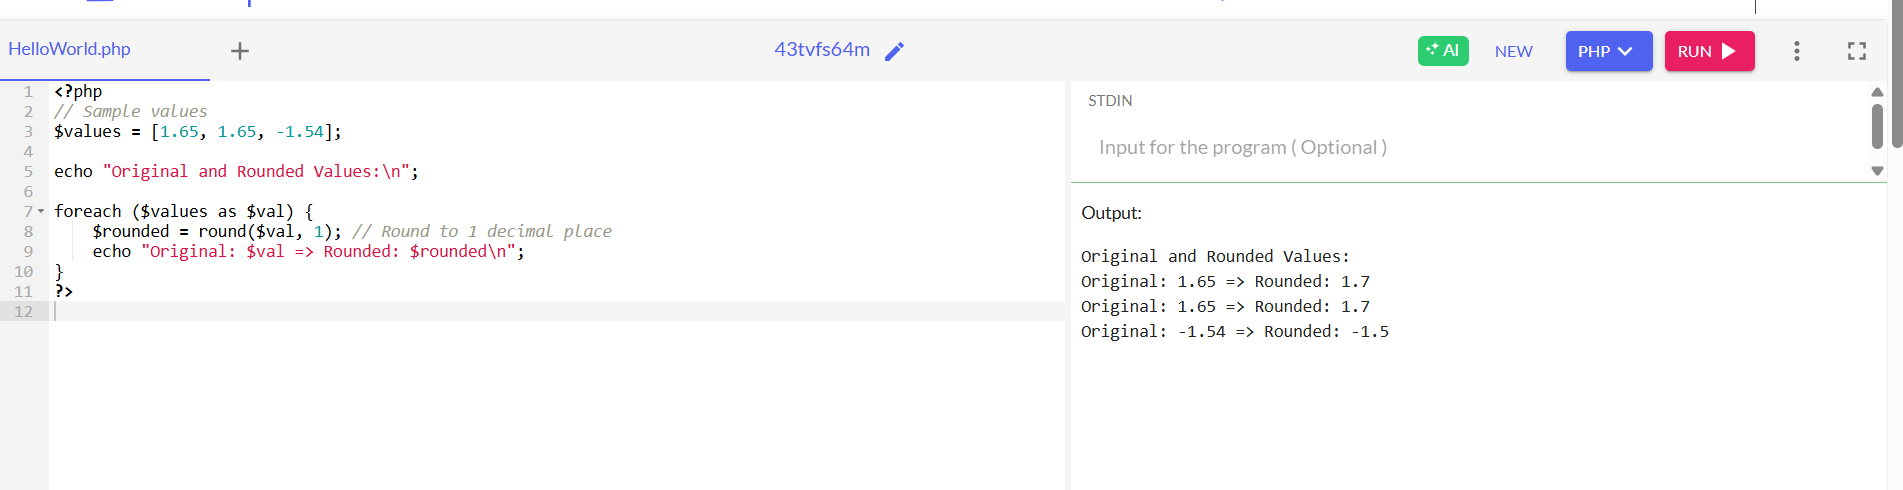 HelloWorld.php
+
43tvfs64m
AI
NEW
PHP
RUN
1 <?php
2 // Sample values
3 $values = [1.65, 1.65, -1.54];
4
5 echo "Original and Rounded Values:\n";
6
7 foreach ($values as $val) {
8     $rounded = round($val, 1); // Round to 1 decimal place
9     echo "Original: $val => Rounded: $rounded\n";
10 }
11 ?>
12
STDIN
Input for the program ( Optional )
Output:
Original and Rounded Values:
Original: 1.65 => Rounded: 1.7
Original: 1.65 => Rounded: 1.7
Original: -1.54 => Rounded: -1.5